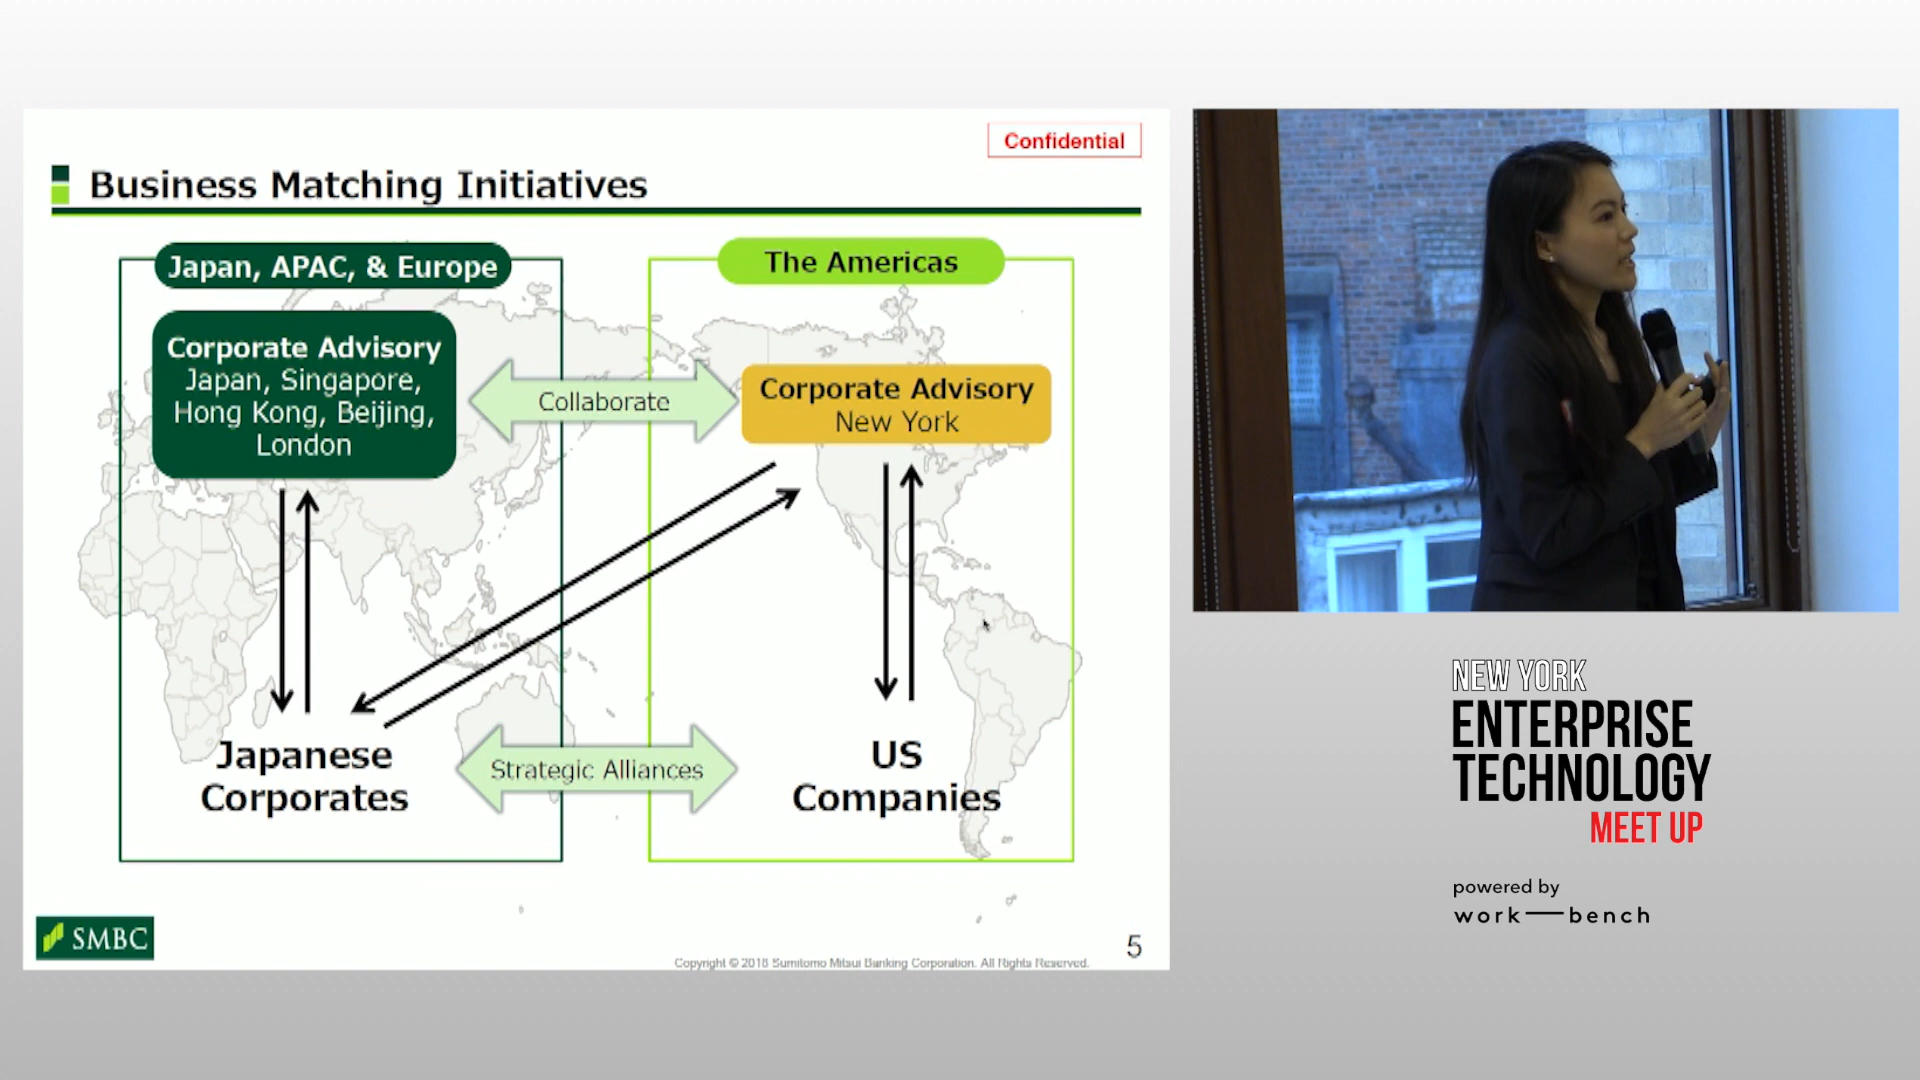 Confidential
Business Matching Initiatives
Japan, APAC, & Europe
The Americas
Corporate Advisory
Japan, Singapore,
Hong Kong, Beijing,
London
Collaborate
Corporate Advisory
New York
Japanese
Corporates
Strategic Alliances
US
Companies
SMBC
5
Copyright © 2018 Sumitomo Mitsui Banking Corporation. All Rights Reserved.
NEW YORK
ENTERPRISE
TECHNOLOGY
MEET UP
powered by
work—bench